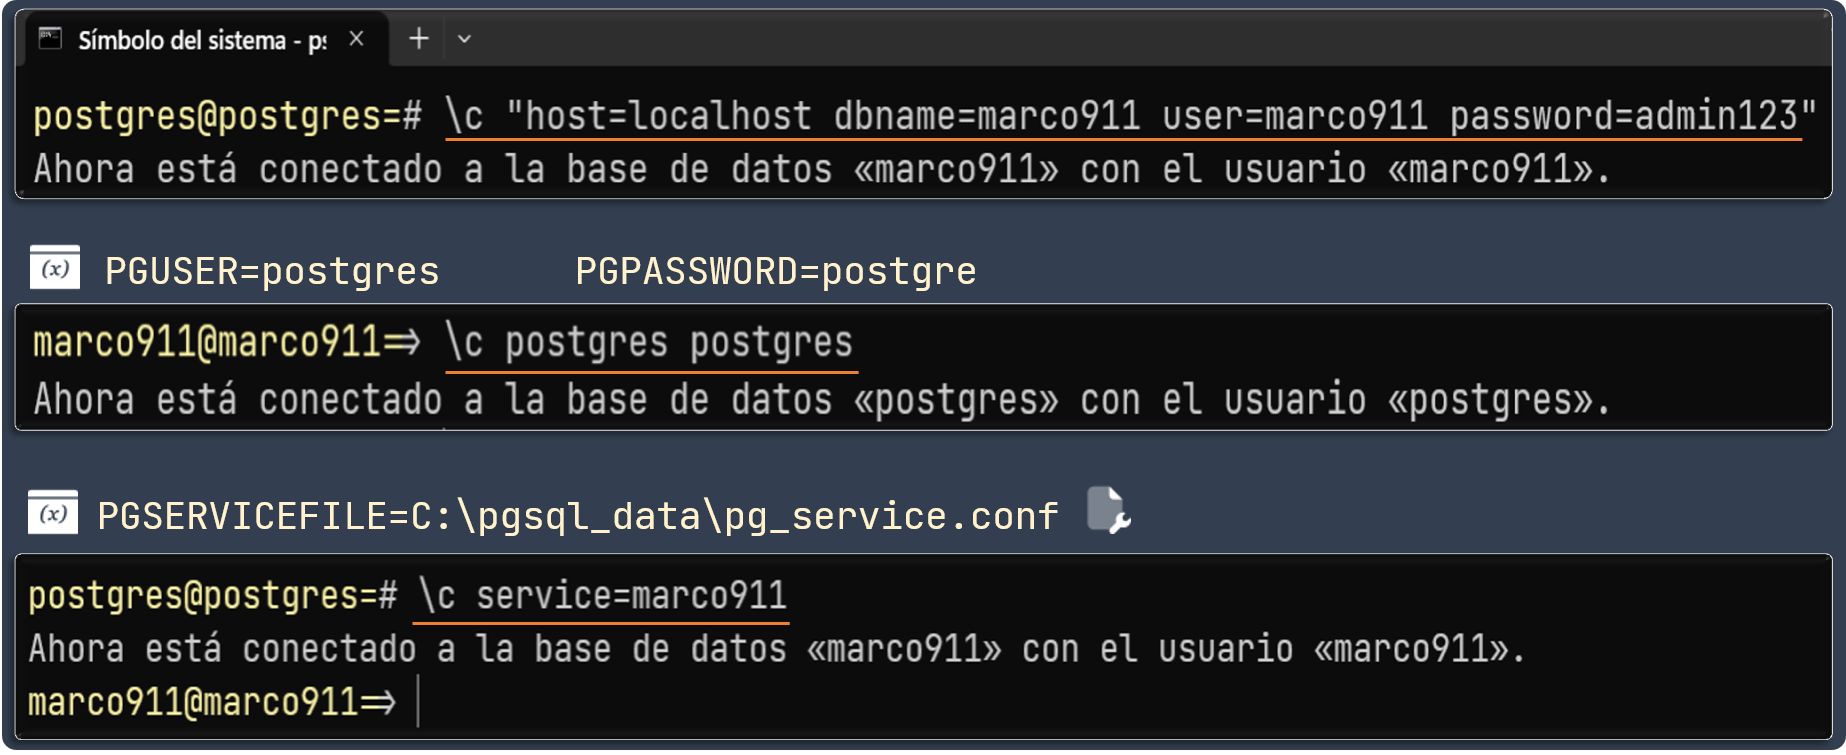 Símbolo del sistema - ps
postgres@postgres=# \c "host=localhost dbname=marco911 user=marco911 password=admin123"
Ahora está conectado a la base de datos «marco911» con el usuario «marco911».
(x) PGUSER=postgres PGPASSWORD=postgre
marco911@marco911=> \c postgres postgres
Ahora está conectado a la base de datos «postgres» con el usuario «postgres».
(x) PGSERVICEFILE=C:\pgsql_data\pg_service.conf
postgres@postgres=# \c service=marco911
Ahora está conectado a la base de datos «marco911» con el usuario «marco911».
marco911@marco911=>